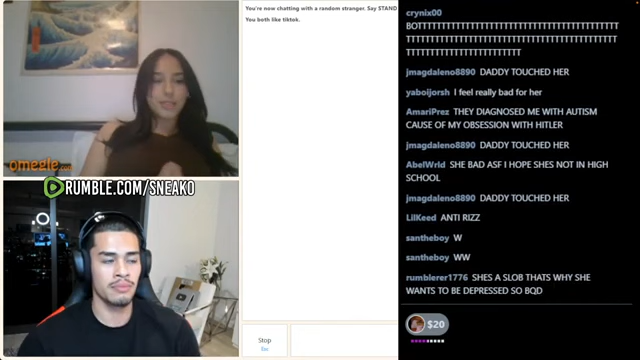 You're now chatting with a random stranger. Say STAND
You both like tiktok.
omegle
RUMBLE.COM/SNEAKO
Stop
Esc
crynix00
BOTTTTTTTTTTTTTTTTTTTTTTTTTTTTTTTTTTT
TTTTTTTTTTTTTTTTTTTTTTTTTTTTTTTTTTTTTTT
TTTTTTTTTTTTTTTTTTTTT
jmagdaleno8890 DADDY TOUCHED HER
yaboijorsh I feel really bad for her
AmariPrez THEY DIAGNOSED ME WITH AUTISM
CAUSE OF MY OBSESSION WITH HITLER
jmagdaleno8890 DADDY TOUCHED HER
AbelWrld SHE BAD ASF I HOPE SHES NOT IN HIGH
SCHOOL
jmagdaleno8890 DADDY TOUCHED HER
LilKeed ANTI RIZZ
santheboy W
santheboy WW
rumblerer1776 SHES A SLOB THATS WHY SHE
WANTS TO BE DEPRESSED SO BQD
$20